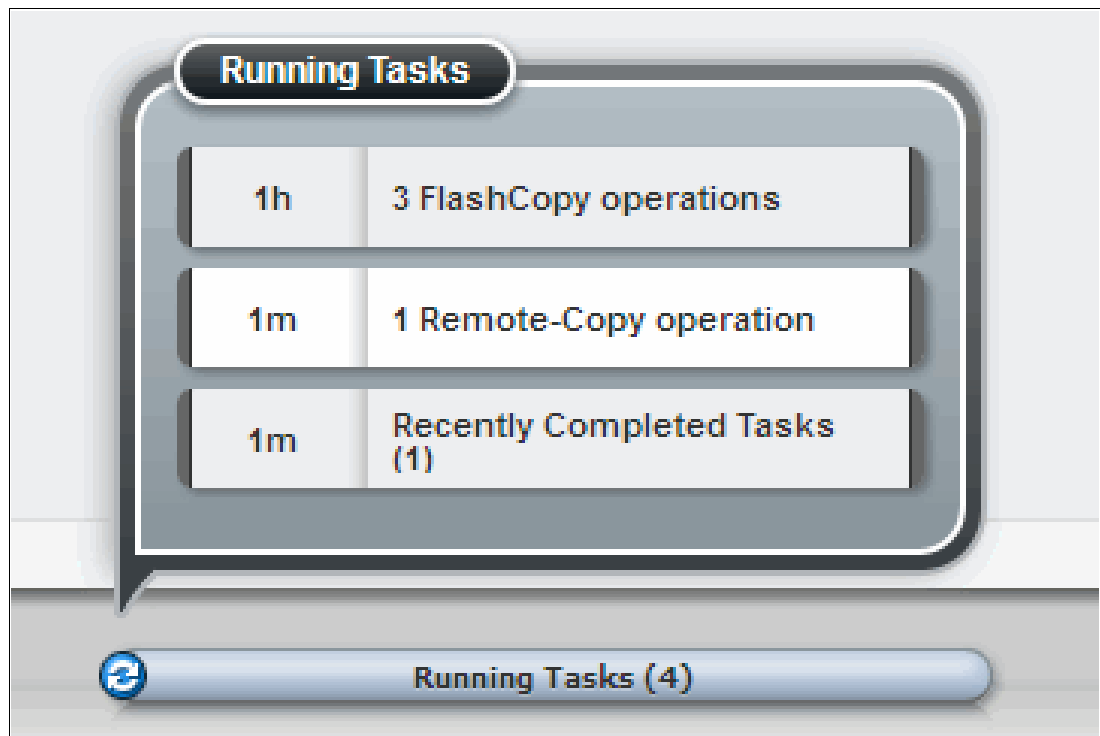 Running Tasks
1h 3 FlashCopy operations
1m 1 Remote-Copy operation
1m Recently Completed Tasks
(1)
Running Tasks (4)